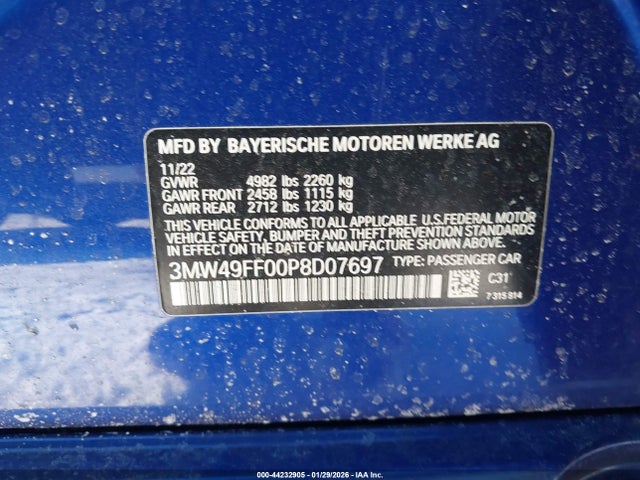 MFD BY BAYERISCHE MOTOREN WERKE AG
11/22
GVWR 4982 lbs 2260 kg
GAWR FRONT 2458 lbs 1115 kg
GAWR REAR 2712 lbs 1230 kg
THIS VEHICLE CONFORMS TO ALL APPLICABLE U.S.FEDERAL MOTOR
VEHICLE SAFETY, BUMPER AND THEFT PREVENTION STANDARDS
IN EFFECT ON THE DATE OF MANUFACTURE SHOWN ABOVE.
3MW49FF00P8D07697 TYPE: PASSENGER CAR
C31
7 315 814
000-44232905 - 01/29/2026 - IAA Inc.